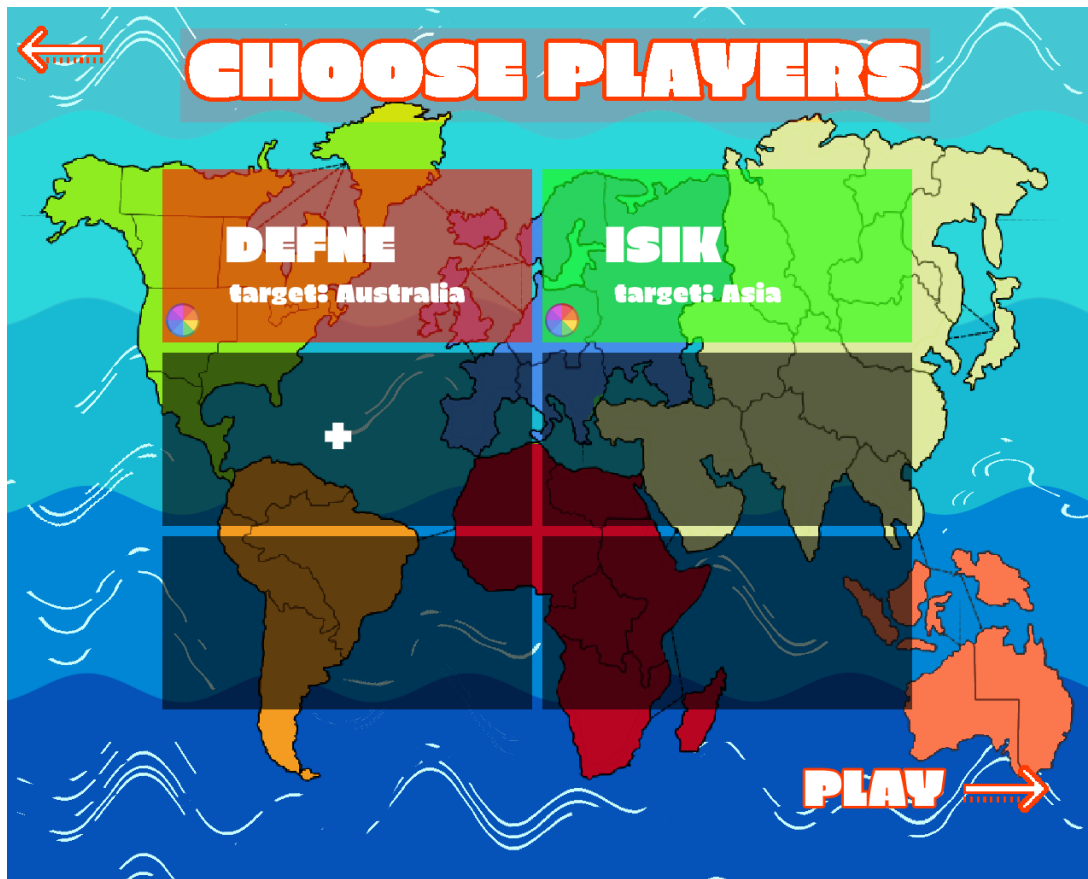 CHOOSE PLAYERS
DEFNE
target: Australia
ISIK
target: Asia
+
PLAY